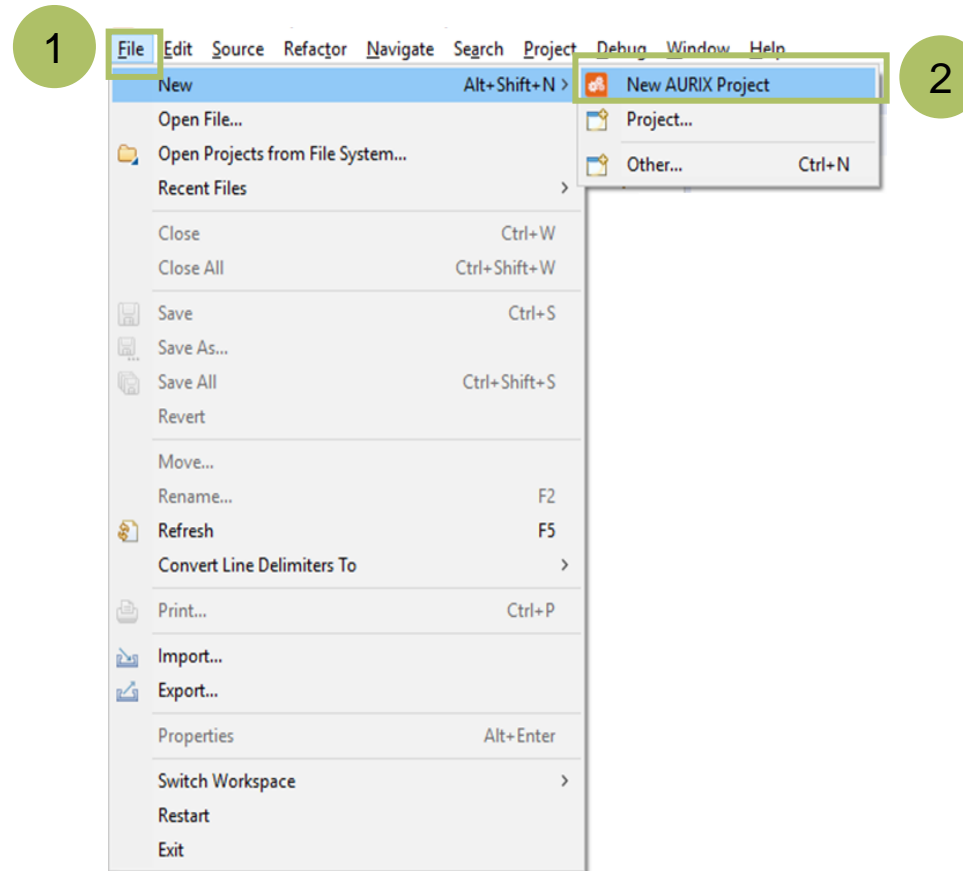 1
File Edit Source Refactor Navigate Search Project Debug Window Help
New Alt+Shift+N > New AURIX Project
2
Open File... Project...
Open Projects from File System... Other... Ctrl+N
Recent Files >
Close Ctrl+W
Close All Ctrl+Shift+W
Save Ctrl+S
Save As...
Save All Ctrl+Shift+S
Revert
Move...
Rename... F2
Refresh F5
Convert Line Delimiters To >
Print... Ctrl+P
Import...
Export...
Properties Alt+Enter
Switch Workspace >
Restart
Exit